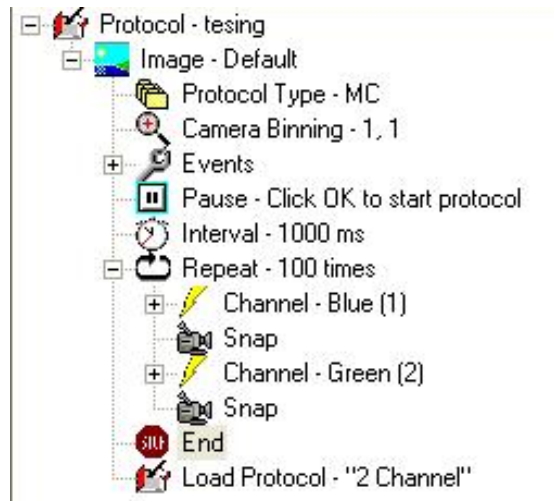 Protocol - tesing
Image - Default
Protocol Type - MC
Camera Binning - 1, 1
Events
Pause - Click OK to start protocol
Interval - 1000 ms
Repeat - 100 times
Channel - Blue (1)
Snap
Channel - Green (2)
Snap
End
Load Protocol - "2 Channel"